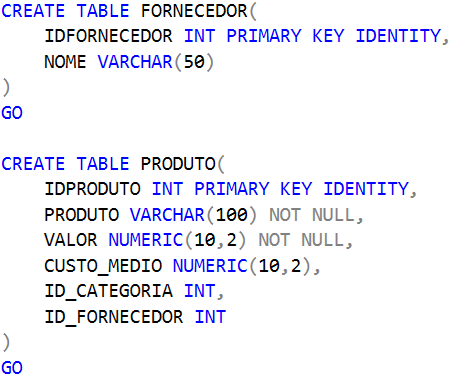 CREATE TABLE FORNECEDOR(
    IDFORNECEDOR INT PRIMARY KEY IDENTITY,
    NOME VARCHAR(50)
)
GO

CREATE TABLE PRODUTO(
    IDPRODUTO INT PRIMARY KEY IDENTITY,
    PRODUTO VARCHAR(100) NOT NULL,
    VALOR NUMERIC(10,2) NOT NULL,
    CUSTO_MEDIO NUMERIC(10,2),
    ID_CATEGORIA INT,
    ID_FORNECEDOR INT
)
GO